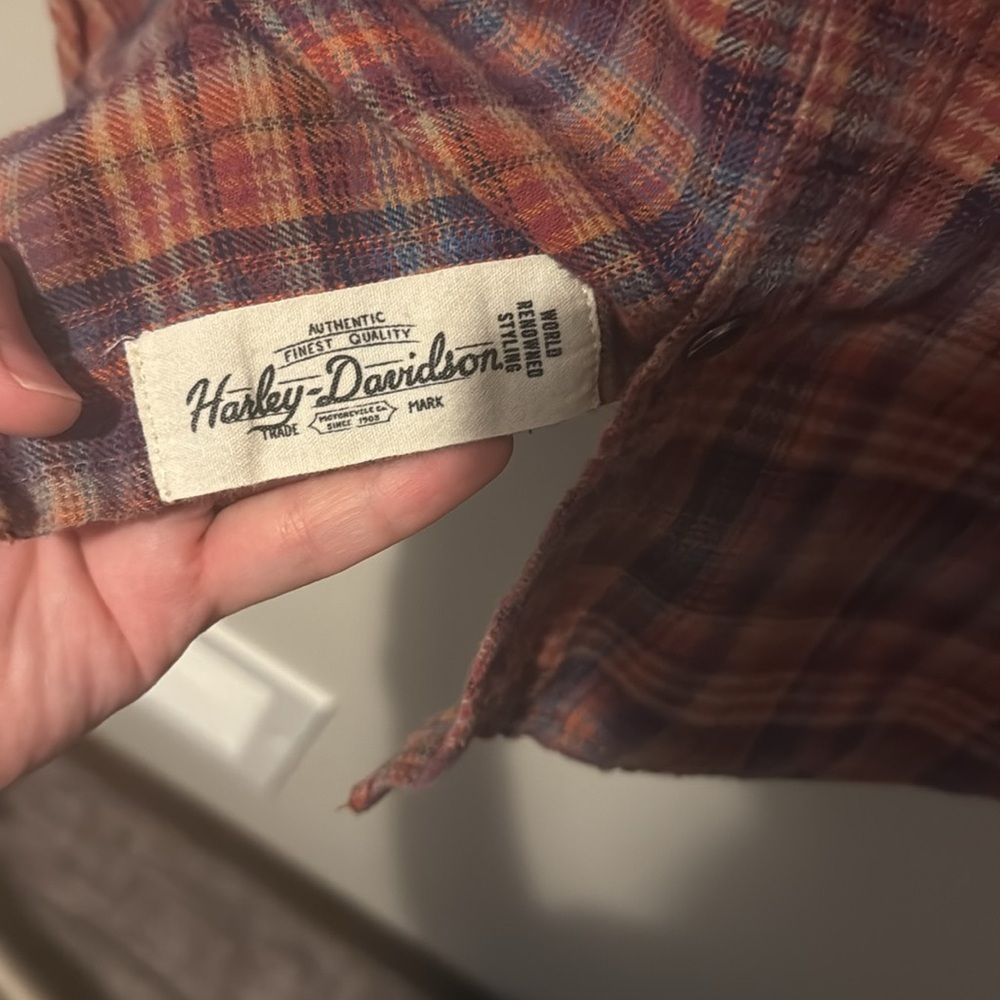 AUTHENTIC
FINEST QUALITY
Harley-Davidson
MOTORCYCLE Co.
SINCE 1903
TRADE MARK
WORLD
RENOWNED
STYLING